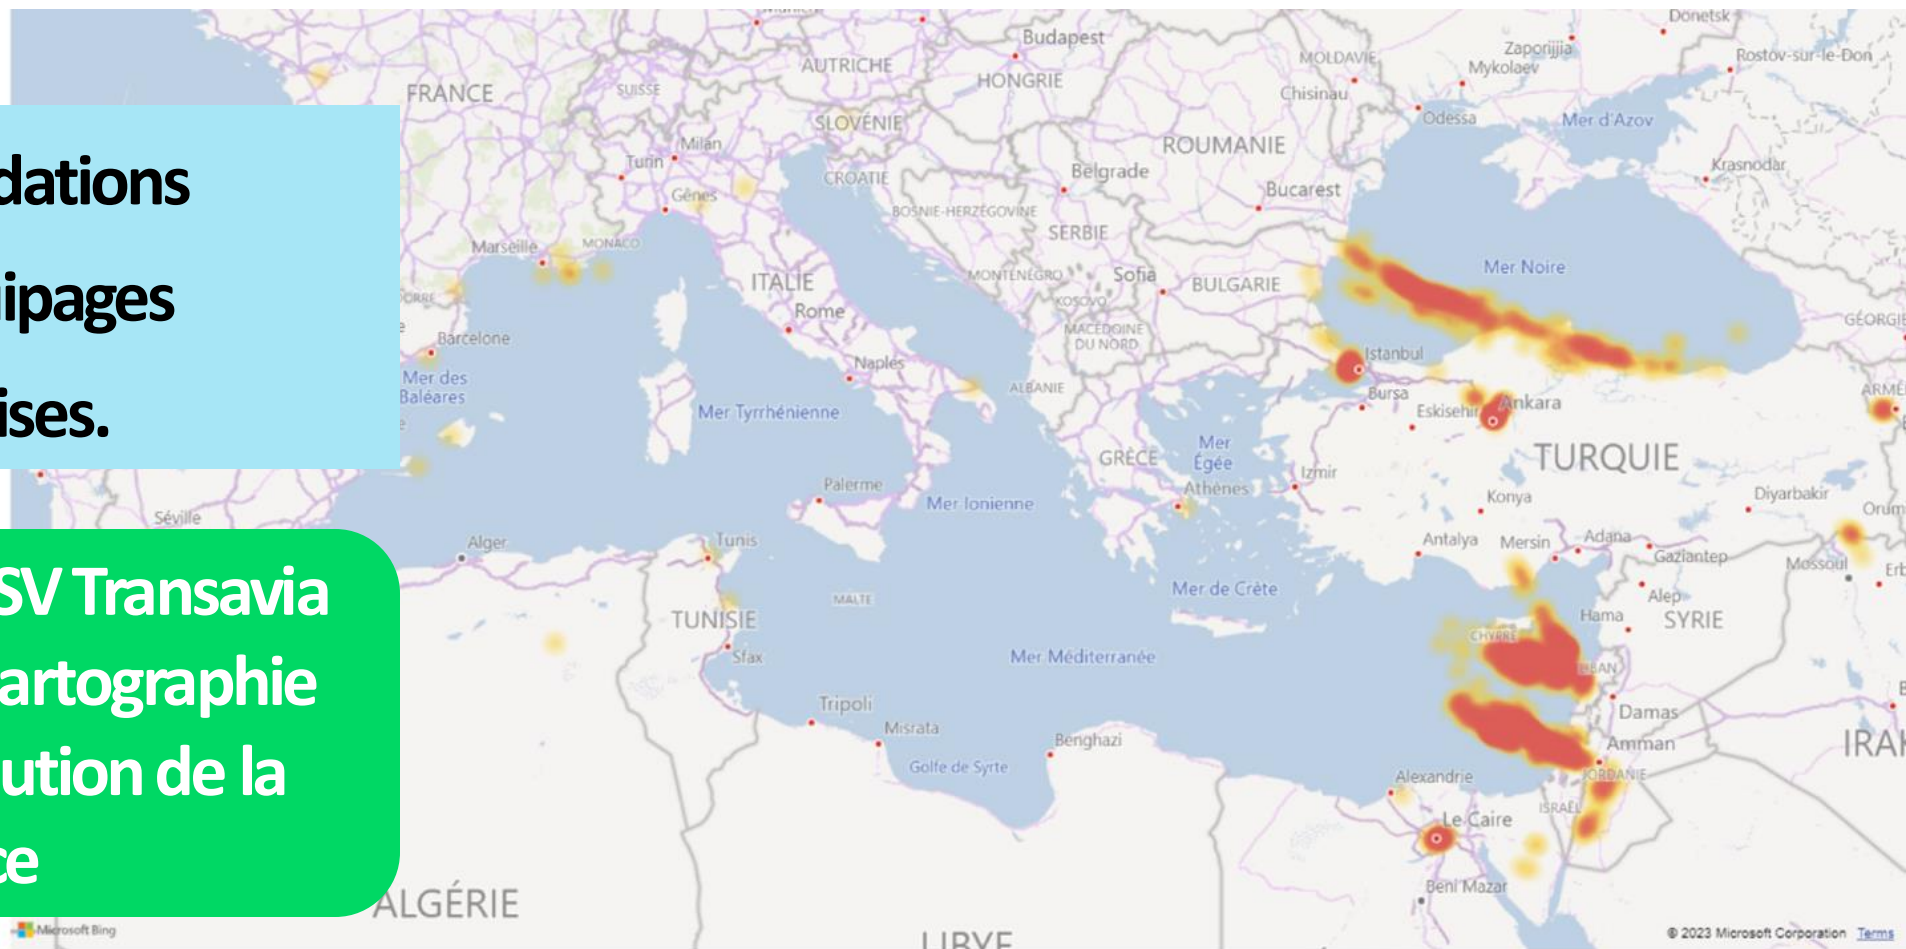 dations
uipages
ises.
SV Transavia
artographie
ution de la
ce
Donetsk
Budapest
Zaporijjia
Rostov-sur-le-Don
MOLDAVIE
AUTRICHE
Mykolaev
HONGRIE
FRANCE
SUISSE
Chisinau
SLOVÉNIE
Odessa
Mer d'Azov
Milan
ROUMANIE
Turin
Krasnodar
CROATIE
Belgrade
Bucarest
Gênes
BOSNIE-HERZÉGOVINE
SERBIE
Marseille
MONACO
Mer Noire
MONTÉNÉGRO
Sofia
ITALIE
BULGARIE
KOSOVO
Rome
GÉORGIE
MACÉDOINE
DU NORD
Barcelone
Istanbul
Naples
Mer des
Baléares
ALBANIE
Bursa
Ankara
Eskisehir
Mer Tyrrhénienne
Mer
Égée
GRÈCE
TURQUIE
Izmir
Palerme
Athènes
Konya
Diyarbakir
Mer Ionienne
Séville
Alger
Tunis
Antalya
Mersin
Adana
Gaziantep
Mossoul
Mer de Crète
Alep
MALTE
TUNISIE
Hama
SYRIE
CHYPRE
Sfax
Mer Méditerranée
LIBAN
Tripoli
Damas
Misrata
Benghazi
Amman
IRAK
Golfe de Syrte
Alexandrie
JORDANIE
ISRAËL
Le Caire
Beni Mazar
ALGÉRIE
Microsoft Bing
LIBYE
© 2023 Microsoft Corporation Terms